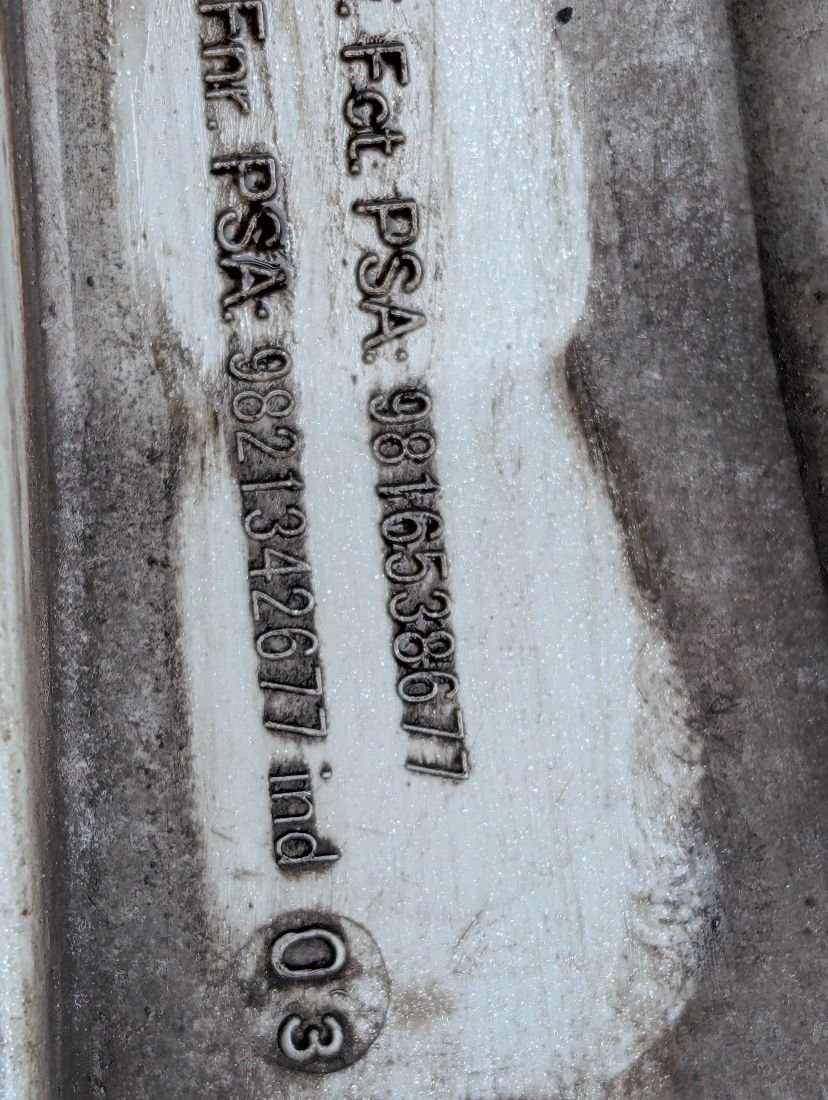 . Fct. PSA: 9816538677
Fnr. PSA: 9821342677 ind 03